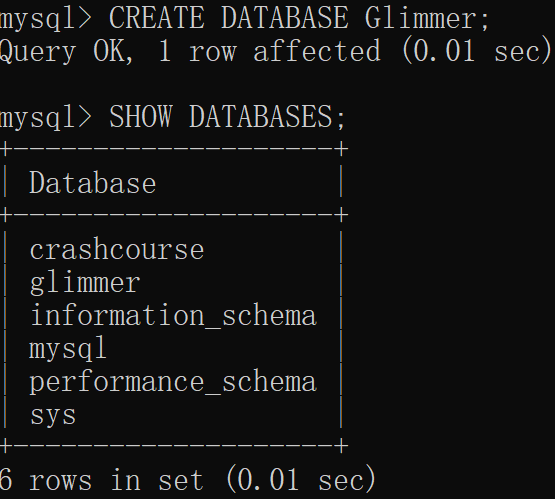 mysql> CREATE DATABASE Glimmer;
Query OK, 1 row affected (0.01 sec)
mysql> SHOW DATABASES;
+--------------------+
| Database           |
+--------------------+
| crashcourse        |
| glimmer            |
| information_schema |
| mysql              |
| performance_schema |
| sys                |
+--------------------+
6 rows in set (0.01 sec)